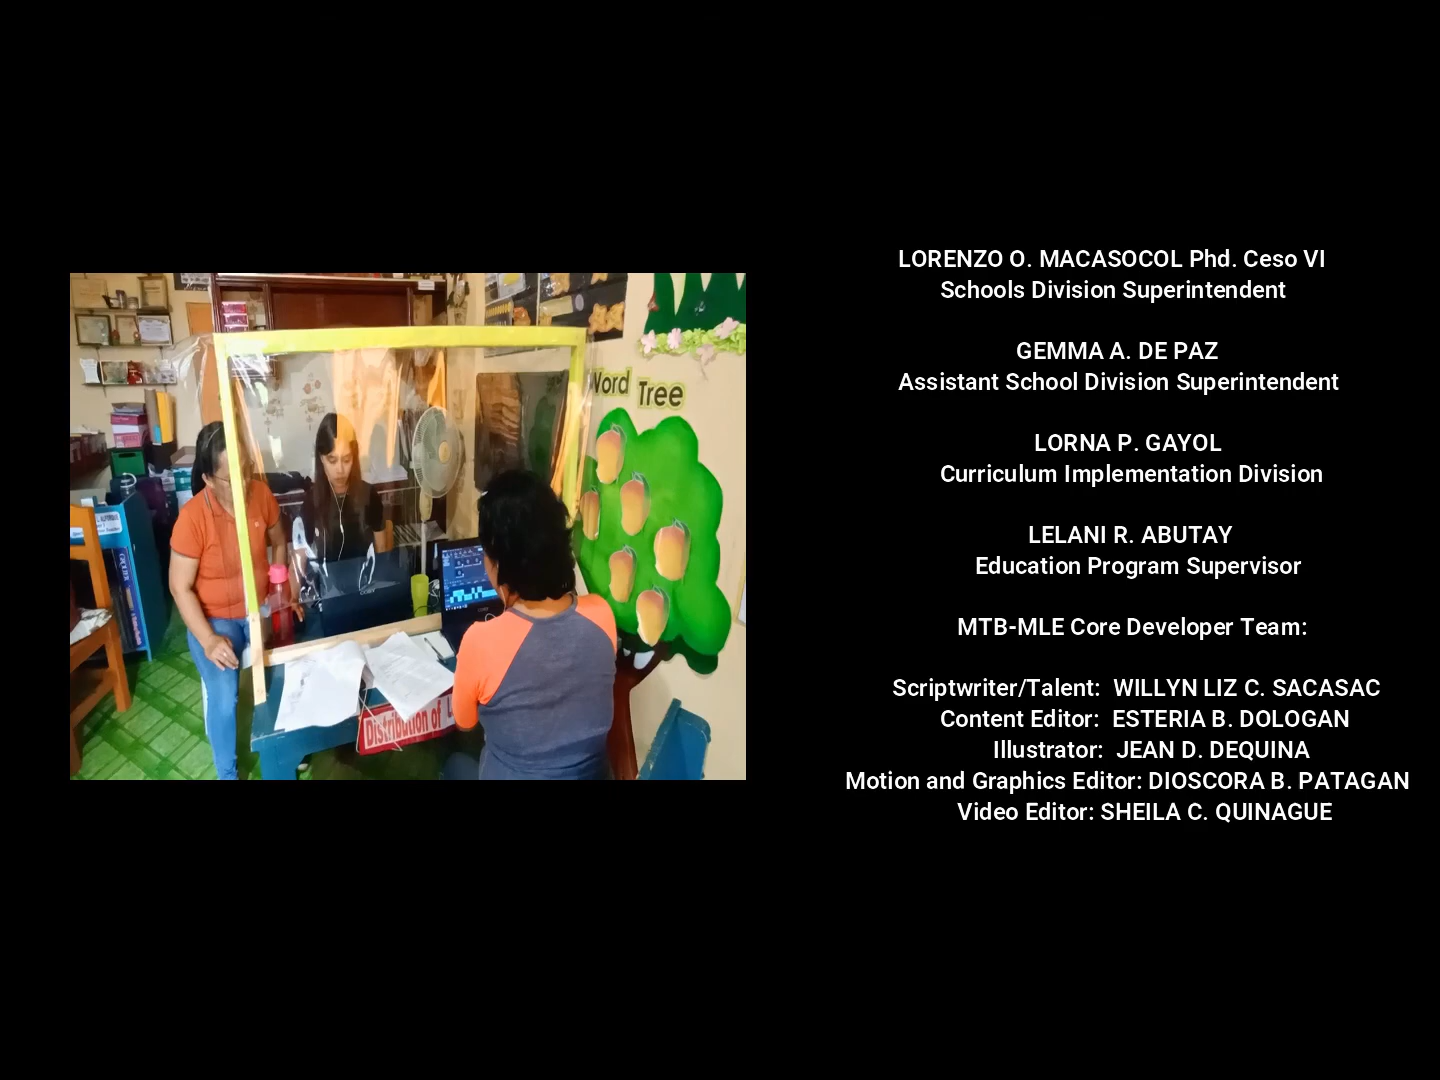 LORENZO O. MACASOCOL Phd. Ceso VI
Schools Division Superintendent
GEMMA A. DE PAZ
Assistant School Division Superintendent
LORNA P. GAYOL
Curriculum Implementation Division
LELANI R. ABUTAY
Education Program Supervisor
MTB-MLE Core Developer Team:
Scriptwriter/Talent: WILLYN LIZ C. SACASAC
Content Editor: ESTERIA B. DOLOGAN
Illustrator: JEAN D. DEQUINA
Motion and Graphics Editor: DIOSCORA B. PATAGAN
Video Editor: SHEILA C. QUINAGUE
Word Tree
Distribution of